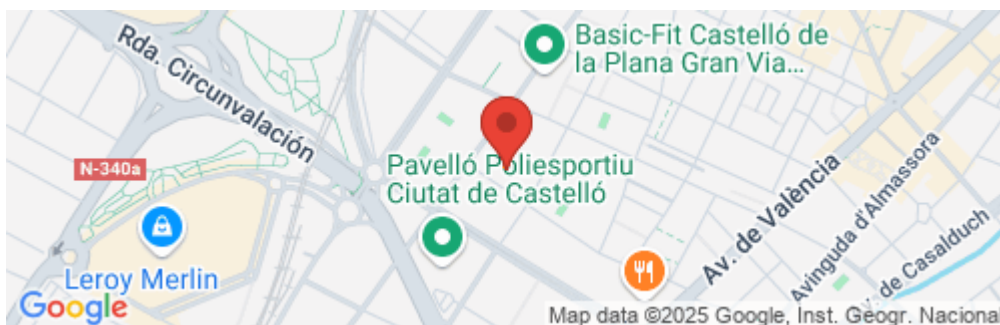 Rda. Circunvalación
Basic-Fit Castelló de
la Plana Gran Via...
N-340a
Pavelló Poliesportiu
Ciutat de Castelló
Av. de València
Avinguda d'Almassora
Av. de Casalduch
Leroy Merlin
Google
Map data ©2025 Google, Inst. Geogr. Naciona